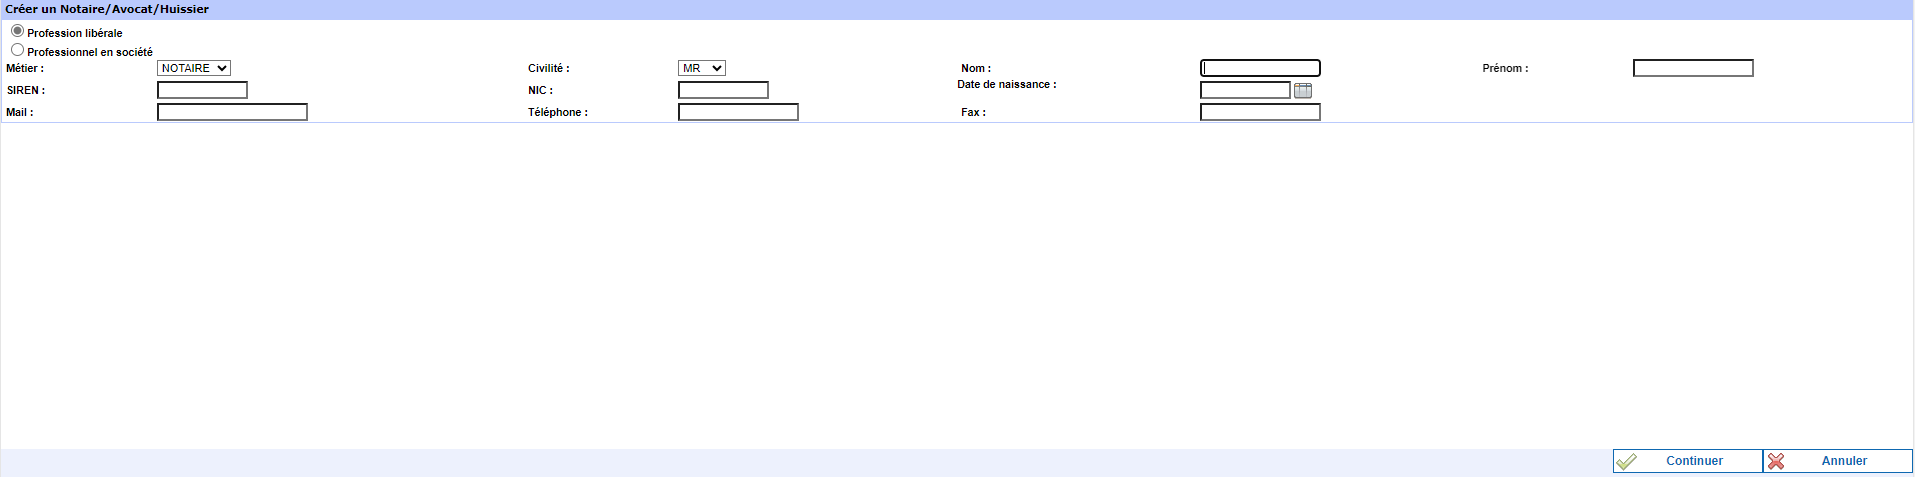 Créer un Notaire/Avocat/Huissier
Profession libérale
Professionnel en société
Métier : NOTAIRE Civilité : MR Nom : Prénom :
SIREN : NIC : Date de naissance :
Mail : Téléphone : Fax :
Continuer Annuler